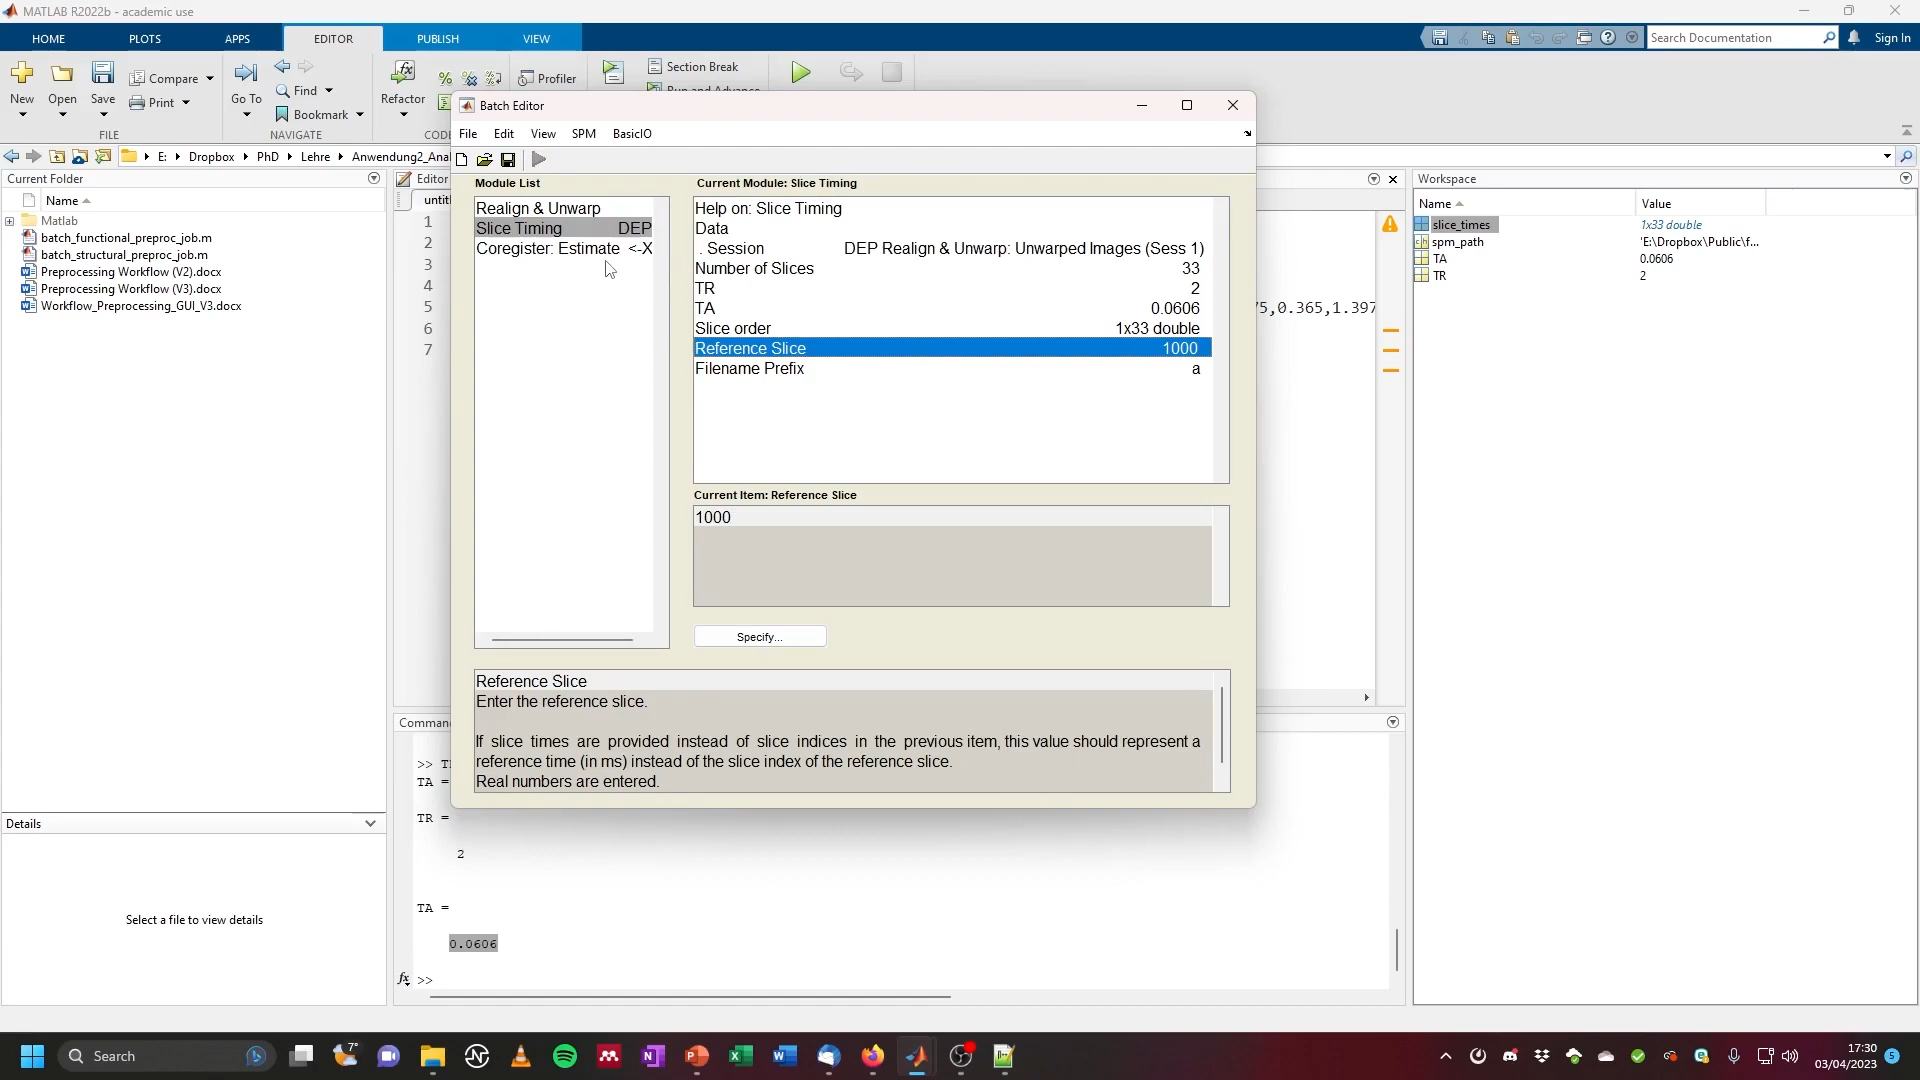 MATLAB R2022b - academic use
HOME
PLOTS
APPS
EDITOR
PUBLISH
VIEW
Search Documentation
Sign In
New
Open
Save
Compare
Print
Go To
Find
Bookmark
Refactor
Profiler
Section Break
FILE
NAVIGATE
Batch Editor
File
Edit
View
SPM
BasicIO
E:
Dropbox
PhD
Lehre
Current Folder
Name
Matlab
batch_functional_preproc_job.m
batch_structural_preproc_job.m
Preprocessing Workflow (V2).docx
Preprocessing Workflow (V3).docx
Workflow_Preprocessing_GUI_V3.docx
Details
Select a file to view details
Editor
1
2
3
4
5
6
7
5,0.365,1.397
Module List
Realign & Unwarp
Slice Timing DEP
Coregister: Estimate <-X
Current Module: Slice Timing
Help on: Slice Timing
Data
. Session DEP Realign & Unwarp: Unwarped Images (Sess 1)
Number of Slices 33
TR 2
TA 0.0606
Slice order 1x33 double
Reference Slice 1000
Filename Prefix a
Current Item: Reference Slice
1000
Specify...
Reference Slice
Enter the reference slice.
If slice times are provided instead of slice indices in the previous item, this value should represent a
reference time (in ms) instead of the slice index of the reference slice.
Real numbers are entered.
>>
TA =
TR =
2
TA =
0.0606
fx >>
Workspace
Name Value
slice_times 1x33 double
spm_path 'E:\Dropbox\Public\f...
TA 0.0606
TR 2
Search
7°
17:30
03/04/2023
5